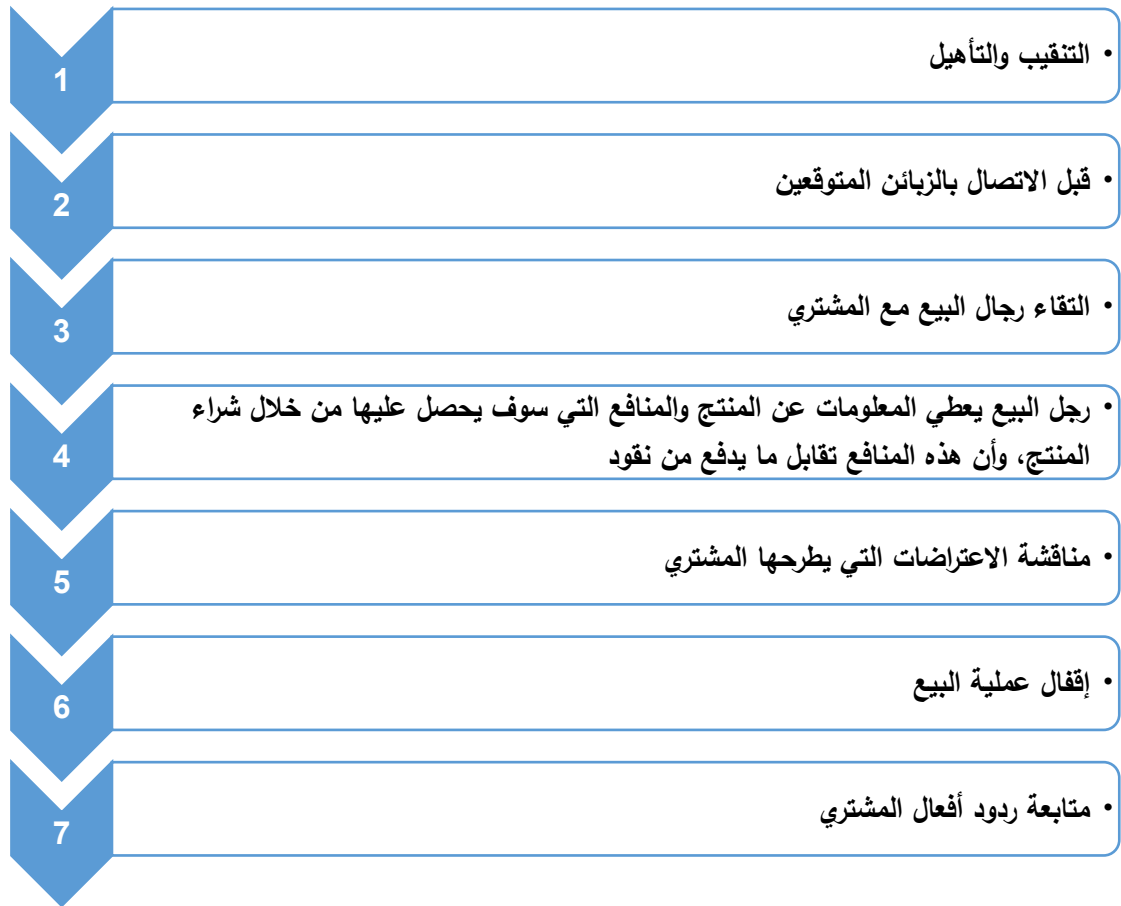 1
• التنقيب والتأهيل
2
• قبل الاتصال بالزبائن المتوقعين
3
• التقاء رجال البيع مع المشتري
4
• رجل البيع يعطي المعلومات عن المنتج والمنافع التي سوف يحصل عليها من خلال شراء
المنتج، وأن هذه المنافع تقابل ما يدفع من نقود
5
• مناقشة الاعتراضات التي يطرحها المشتري
6
• إقفال عملية البيع
7
• متابعة ردود أفعال المشتري